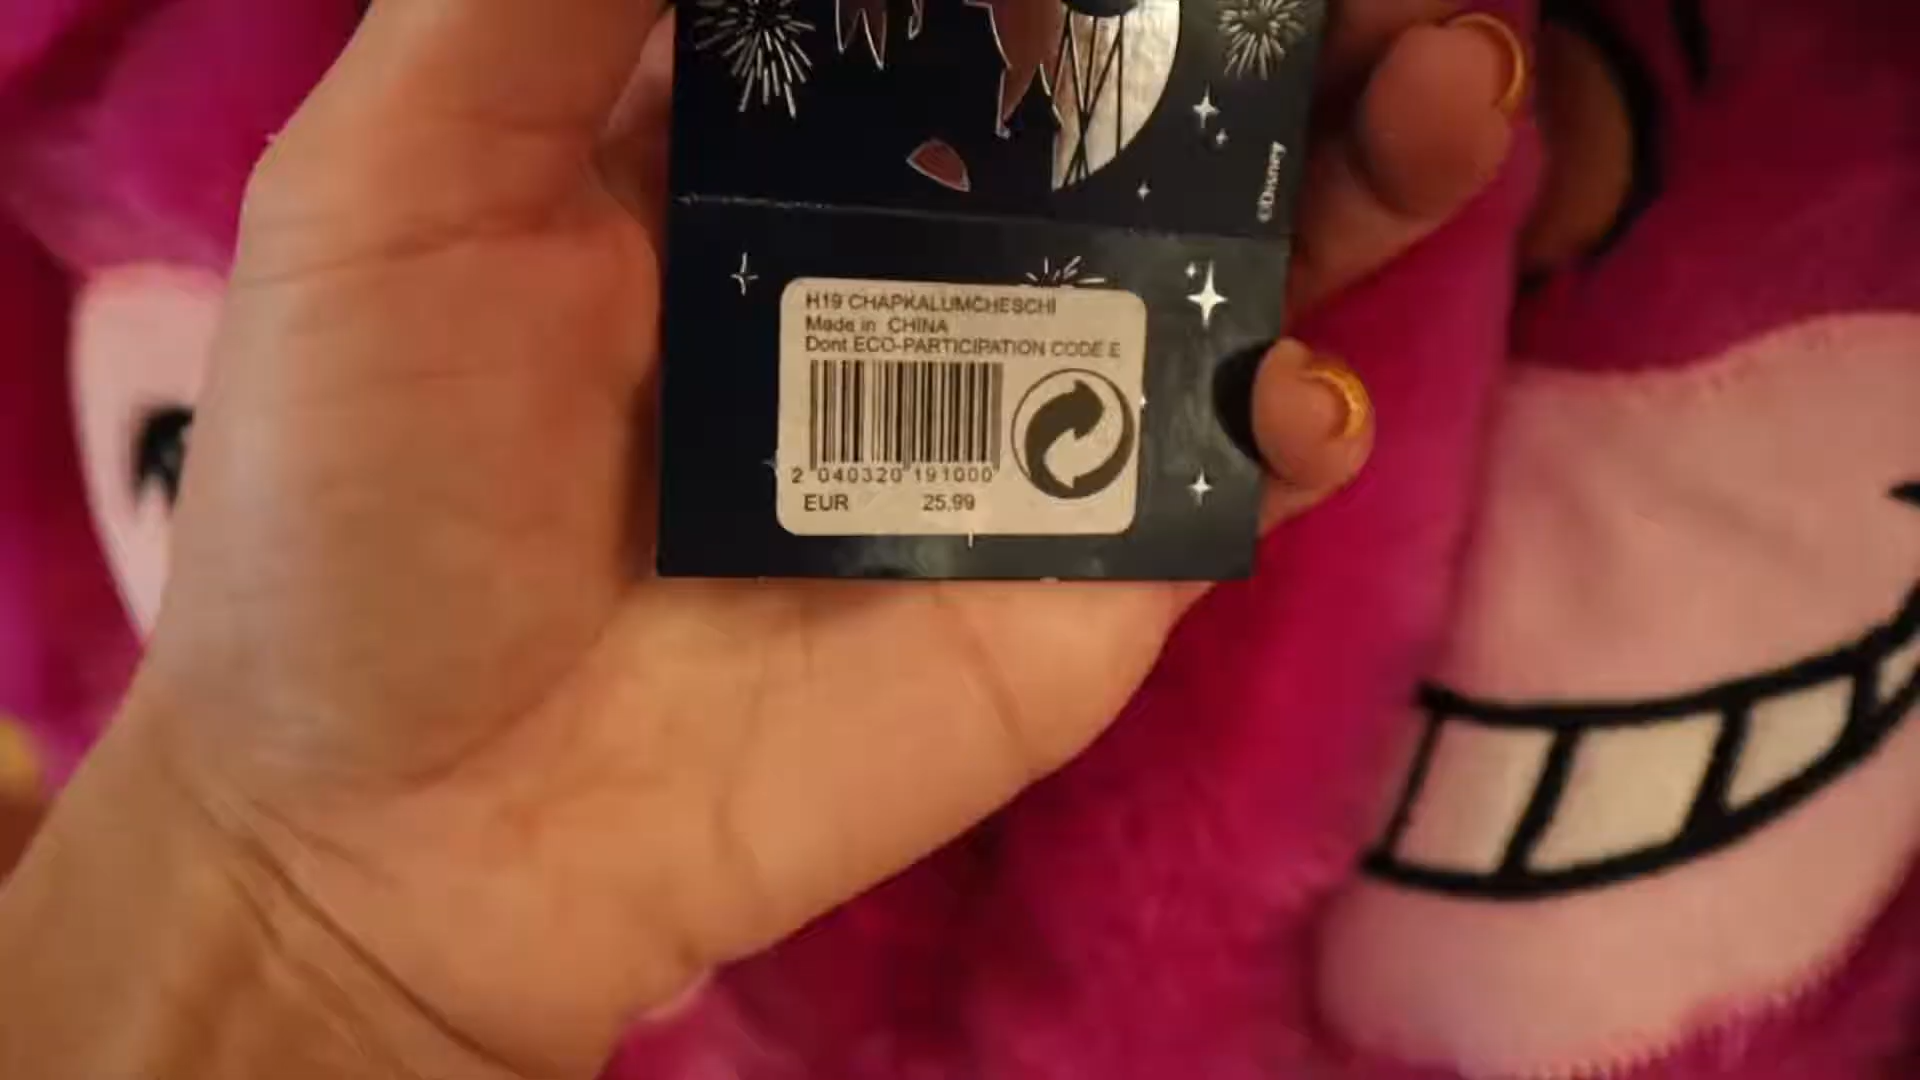 ©Disney
H19 CHAPKALUMCHESCHI
Made in CHINA
Dont ECO-PARTICIPATION CODE E
2 040320 191000
EUR 25.99